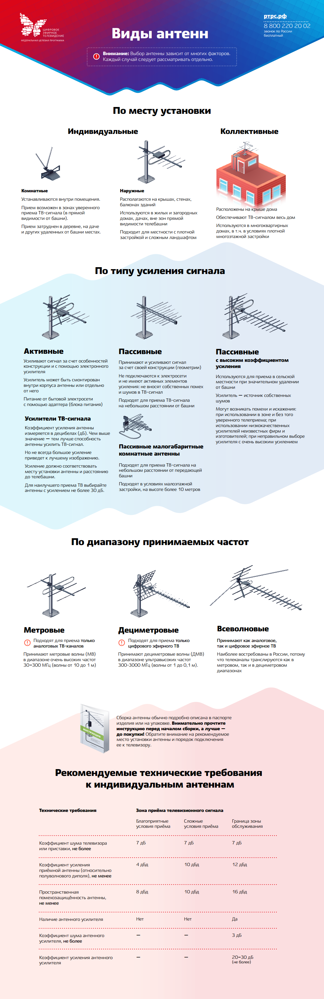 ЦИФРОВОЕ
ЭФИРНОЕ
ТЕЛЕВИДЕНИЕ
ФЕДЕРАЛЬНАЯ ЦЕЛЕВАЯ ПРОГРАММА
ртрс.рф
8 800 220 20 02
звонок по России
бесплатный
Виды антенн
Внимание: Выбор антенны зависит от многих факторов.
Каждый случай следует рассматривать отдельно.
По месту установки
Индивидуальные
Коллективные
Комнатные
Устанавливаются внутри помещения.
Прием возможен в зонах уверенного
приема ТВ-сигнала (в прямой
видимости от башни).
Прием затруднен в деревне, на даче
и других удаленных от башни местах.
Наружные
Располагаются на крышах, стенах,
балконах зданий
Используются в жилых и загородных
домах, дачах, вне зон прямой
видимости телебашни
Подходит для местности с плотной
застройкой и сложным ландшафтом
Расположены на крыше дома
Обеспечивают ТВ-сигналом весь дом
Используются в многоквартирных
домах, в т.ч. в условиях плотной
многоэтажной застройки
По типу усиления сигнала
Активные
Усиливают сигнал за счет особенностей
конструкции и с помощью электронного
усилителя
Усилитель может быть смонтирован
внутри корпуса антенны или отдельно
от него
Питание от бытовой электросети
с помощью адаптера (блока питания)
Усилители ТВ-сигнала
Коэффициент усиления антенны
измеряется в децибелах (дБ). Чем выше
значение — тем лучше способность
антенны усилить ТВ-сигнал.
Но не всегда большое усиление
приведет к лучшему изображению.
Усиление должно соответствовать
месту установки антенны и расстоянию
до телебашни.
Для наилучшего приема ТВ выбирайте
антенны с усилением не более 30 дБ.
Пассивные
Принимают и усиливают сигнал
за счет своей конструкции (геометрии)
Не подключаются к электросети
и не имеют активных элементов
усиления: не вносят собственных помех
и шумов в ТВ-сигнал
Подходят для приема ТВ-сигнала
на небольшом расстоянии от башни
Пассивные малогабаритные
комнатные антенны
Подходят для приема ТВ-сигнала на
небольшом расстоянии от передающей
башни
Подходят в условиях малоэтажной
застройки, на высоте более 10 метров
Пассивные
с высоким коэффициентом
усиления
Используются для приема в сельской
местности при значительном удалении
от башни
Усилитель — источник собственных
шумов
Могут возникать помехи и искажения:
при использовании в зоне и без того
уверенного телеприема; при
использовании низкокачественных
усилителей неизвестных фирм и
изготовителей; при неправильном выборе
усилителя с очень высоким усилением
По диапазону принимаемых частот
Метровые
Подходят для приема только
аналоговых ТВ-каналов
Принимают метровые волны (МВ)
в диапазоне очень высоких частот
30–300 МГц (волны от 10 до 1 м)
Дециметровые
Подходят для приема только
цифрового эфирного ТВ
Принимают дециметровые волны (ДМВ)
в диапазоне ультравысоких частот
300-3000 МГц (волны от 1 до 0,1 м).
Всеволновые
Принимают как аналоговое,
так и цифровое эфирное ТВ
Наиболее востребованы в России, потому
что телеканалы транслируются как в
метровом, так и в дециметровом
диапазонах
ИНСТРУКЦИЯ
Сборка антенны обычно подробно описана в паспорте
изделия или на упаковке. Внимательно прочтите
инструкцию перед началом сборки, а лучше —
до покупки! Обратите внимание на рекомендуемое
место установки антенны и порядок подключения
ее к телевизору.
Рекомендуемые технические требования
к индивидуальным антеннам
Технические требования
Зона приёма телевизионного сигнала
Благоприятные
условия приёма
Сложные
условия приёма
Граница зоны
обслуживания
Коэффициент шума телевизора
или приставки, не более
7 дБ
7 дБ
7 дБ
Коэффициент усиления
приёмной антенны (относительно
полуволнового диполя), не менее
4 дБд
10 дБд
12 дБд
Пространственная
помехозащищённость антенны,
не менее
8 дБд
10 дБд
16 дБд
Наличие антенного усилителя
Нет
Нет
Да
Коэффициент шума антенного
усилителя, не более
—
—
3 дБ
Коэффициент усиления антенного
усилителя
—
—
20–30 дБ
(не более)